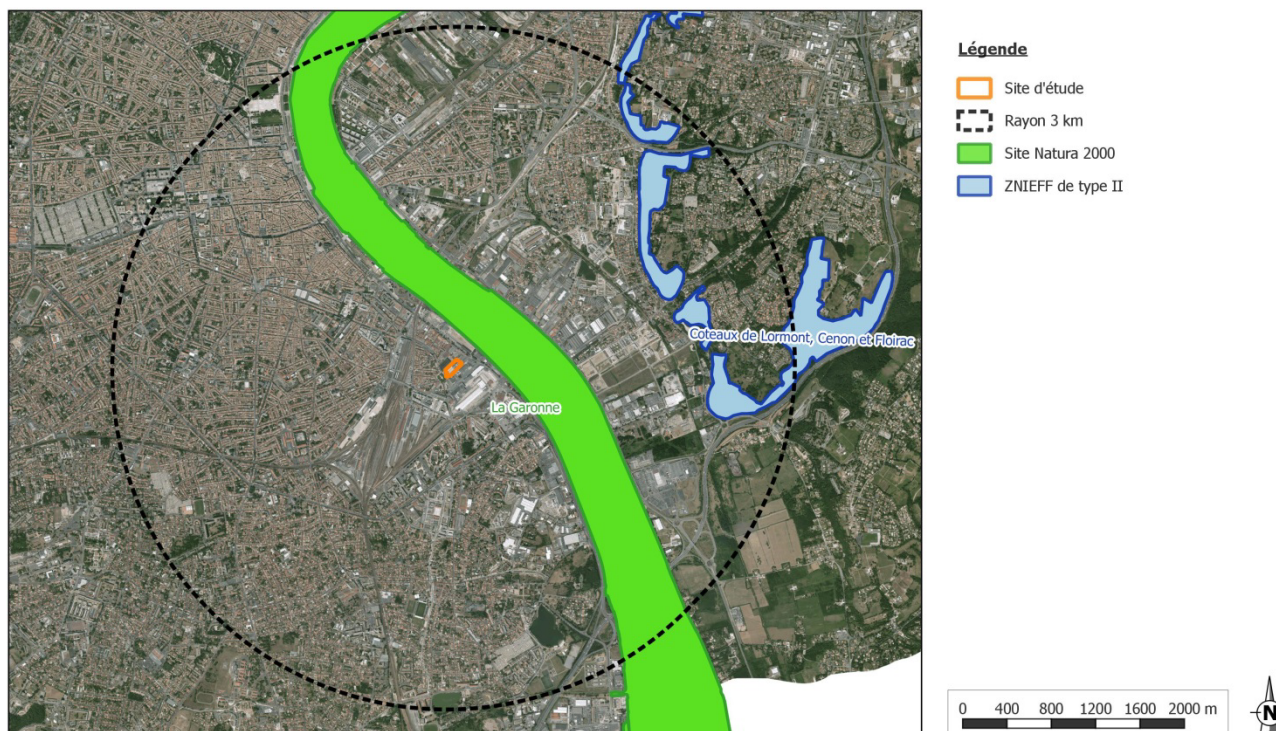 Légende
Site d'étude
Rayon 3 km
Site Natura 2000
ZNIEFF de type II
Coteaux de Lormont, Cenon et Floirac
La Garonne
0 400 800 1200 1600 2000 m
N